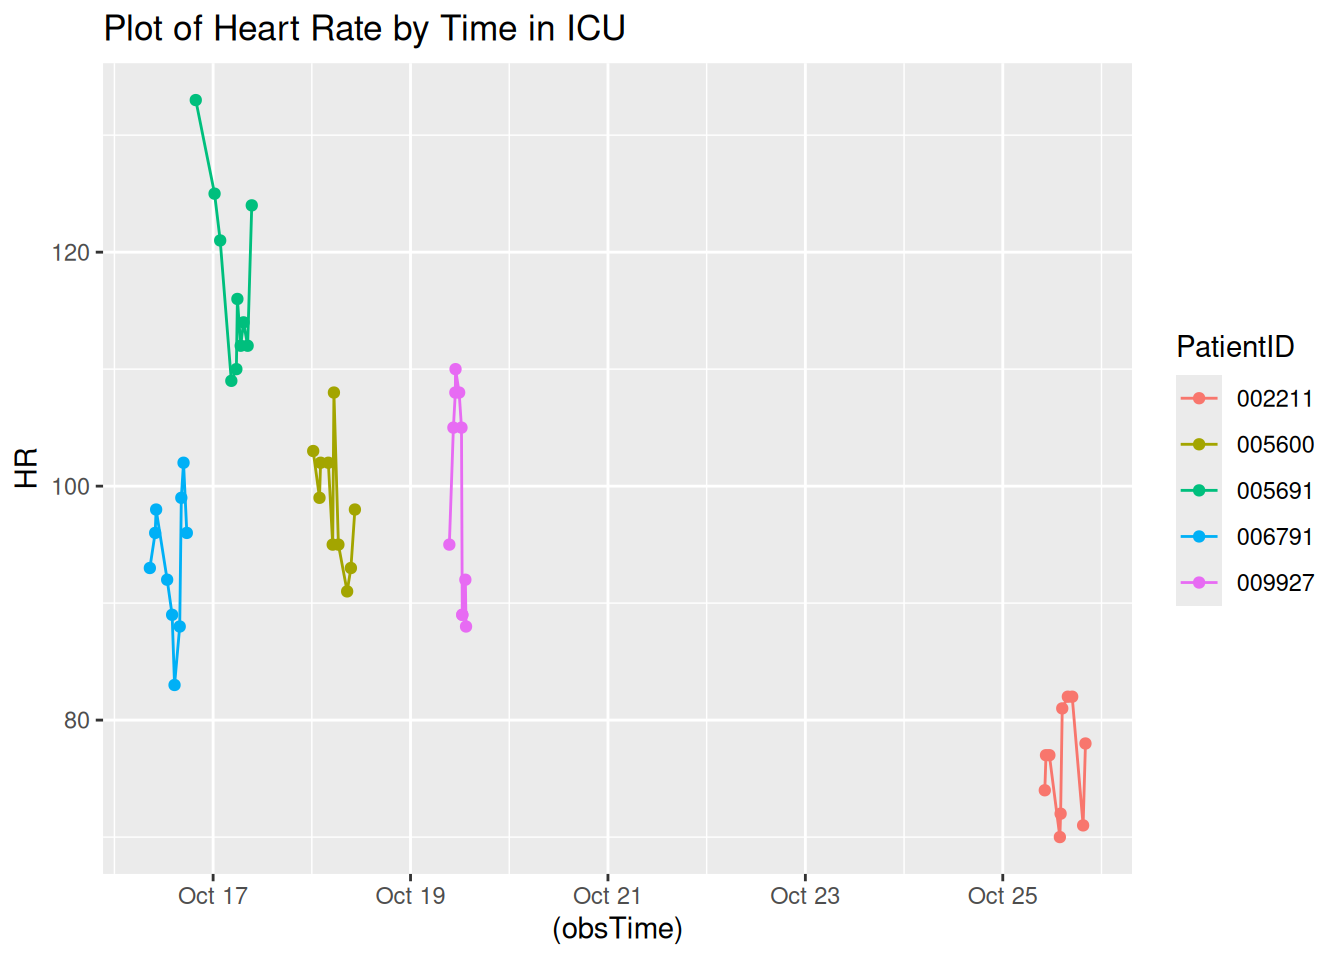 Plot of Heart Rate by Time in ICU
120
100
80
HR
Oct 17
Oct 19
Oct 21
Oct 23
Oct 25
(obsTime)
PatientID
002211
005600
005691
006791
009927